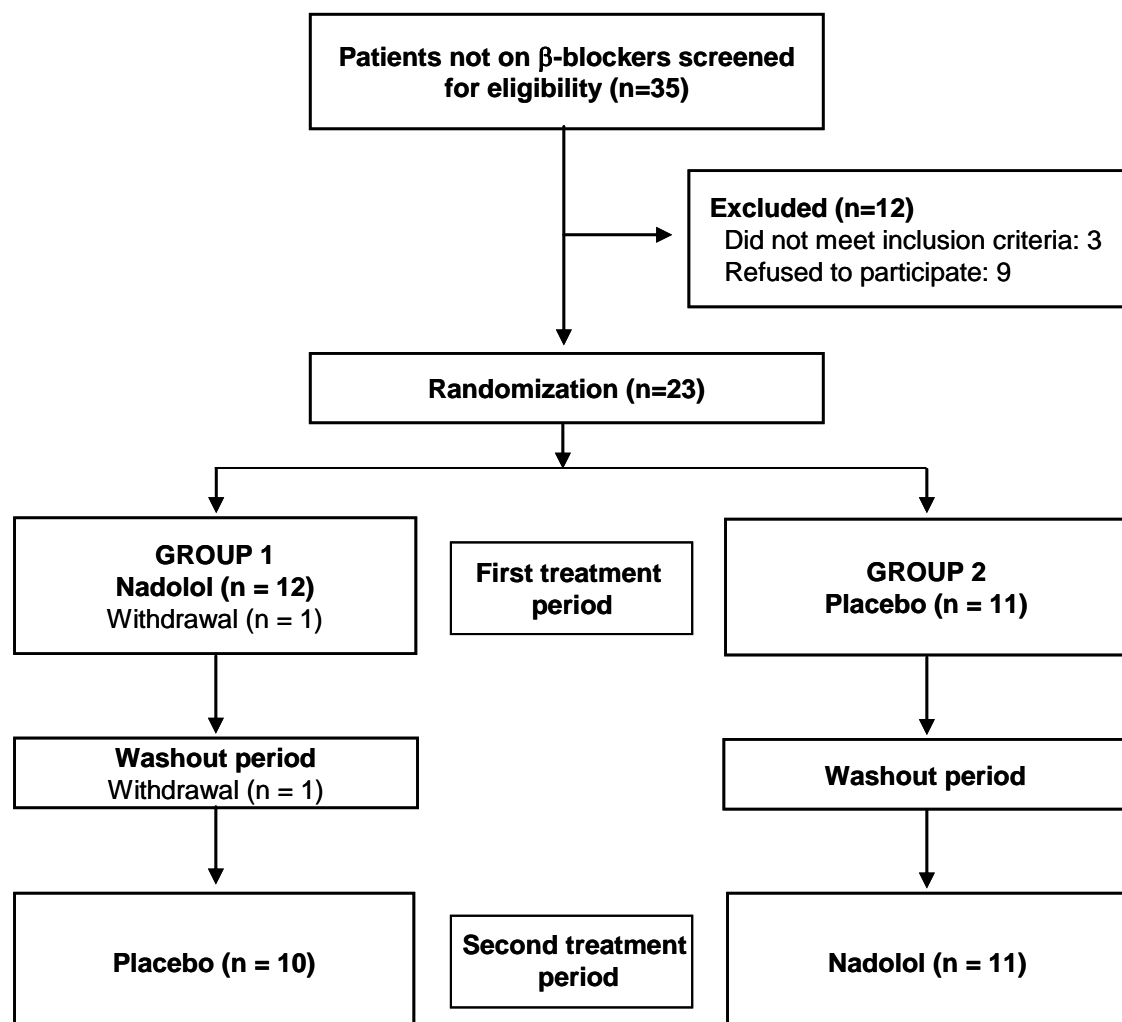 Patients not on β-blockers screened
for eligibility (n=35)
Excluded (n=12)
Did not meet inclusion criteria: 3
Refused to participate: 9
Randomization (n=23)
GROUP 1
Nadolol (n = 12)
Withdrawal (n = 1)
First treatment
period
GROUP 2
Placebo (n = 11)
Washout period
Withdrawal (n = 1)
Washout period
Placebo (n = 10)
Second treatment
period
Nadolol (n = 11)